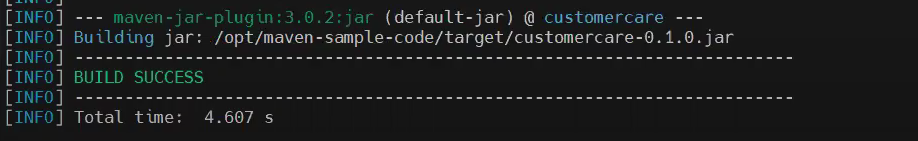 [INFO] --- maven-jar-plugin:3.0.2:jar (default-jar) @ customercare ---
[INFO] Building jar: /opt/maven-sample-code/target/customercare-0.1.0.jar
[INFO] ------------------------------------------------------------------------
[INFO] BUILD SUCCESS
[INFO] ------------------------------------------------------------------------
[INFO] Total time:  4.607 s